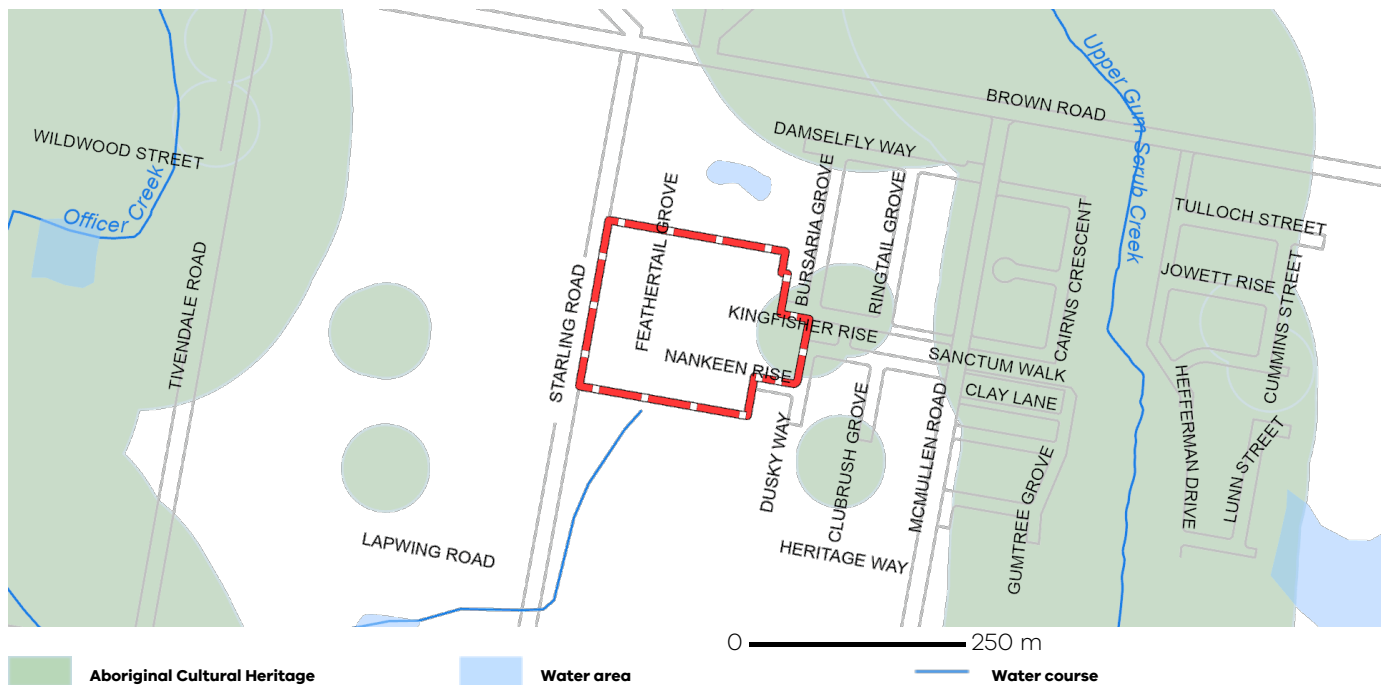 BROWN ROAD
Upper Gum Scrub Creek
DAMSELFLY WAY
WILDWOOD STREET
Officer Creek
FEATHERTAIL GROVE
BURSARIA GROVE
RINGTAIL GROVE
CAIRNS CRESCENT
TULLOCH STREET
JOWETT RISE
CUMMINS STREET
TIVENDALE ROAD
STARLING ROAD
KINGFISHER RISE
NANKEEN RISE
SANCTUM WALK
CLAY LANE
DUSKY WAY
CLUBRUSH GROVE
MCMULLEN ROAD
GUMTREE GROVE
HEFFERMAN DRIVE
LUNN STREET
LAPWING ROAD
HERITAGE WAY
0 250 m
Aboriginal Cultural Heritage
Water area
Water course